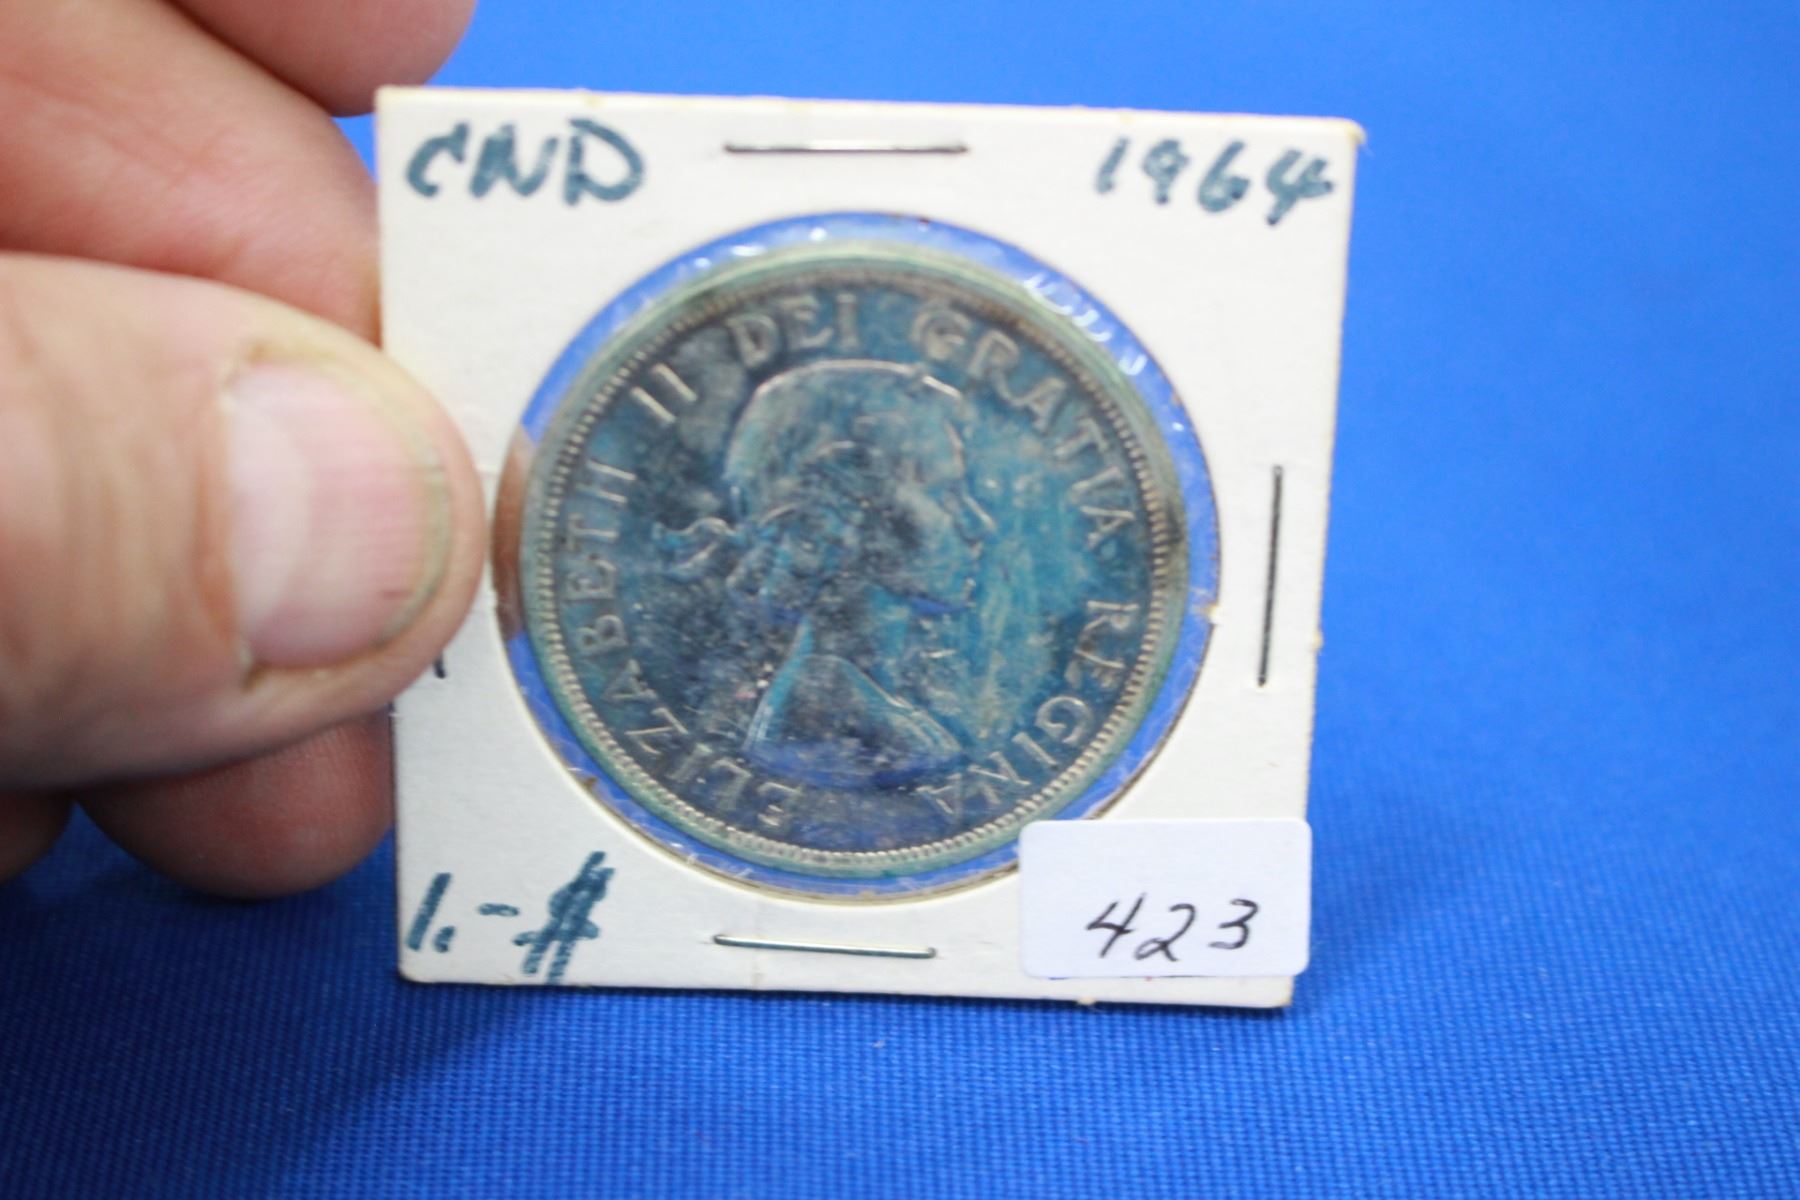 CND 1964
ELIZABETH II DEI GRATIA REGINA
1.-$
423